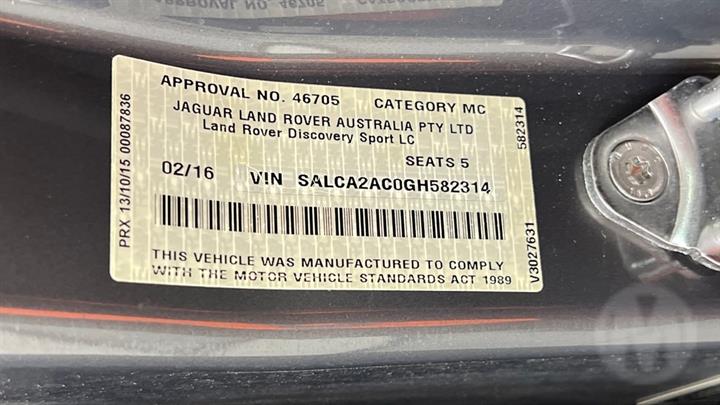 APPROVAL NO. 46705 CATEGORY MC
JAGUAR LAND ROVER AUSTRALIA PTY LTD
Land Rover Discovery Sport LC
SEATS 5
02/16 VIN SALCA2AC0GH582314
THIS VEHICLE WAS MANUFACTURED TO COMPLY
WITH THE MOTOR VEHICLE STANDARDS ACT 1989
PRX 13/10/15 00087836
582314
V3027631